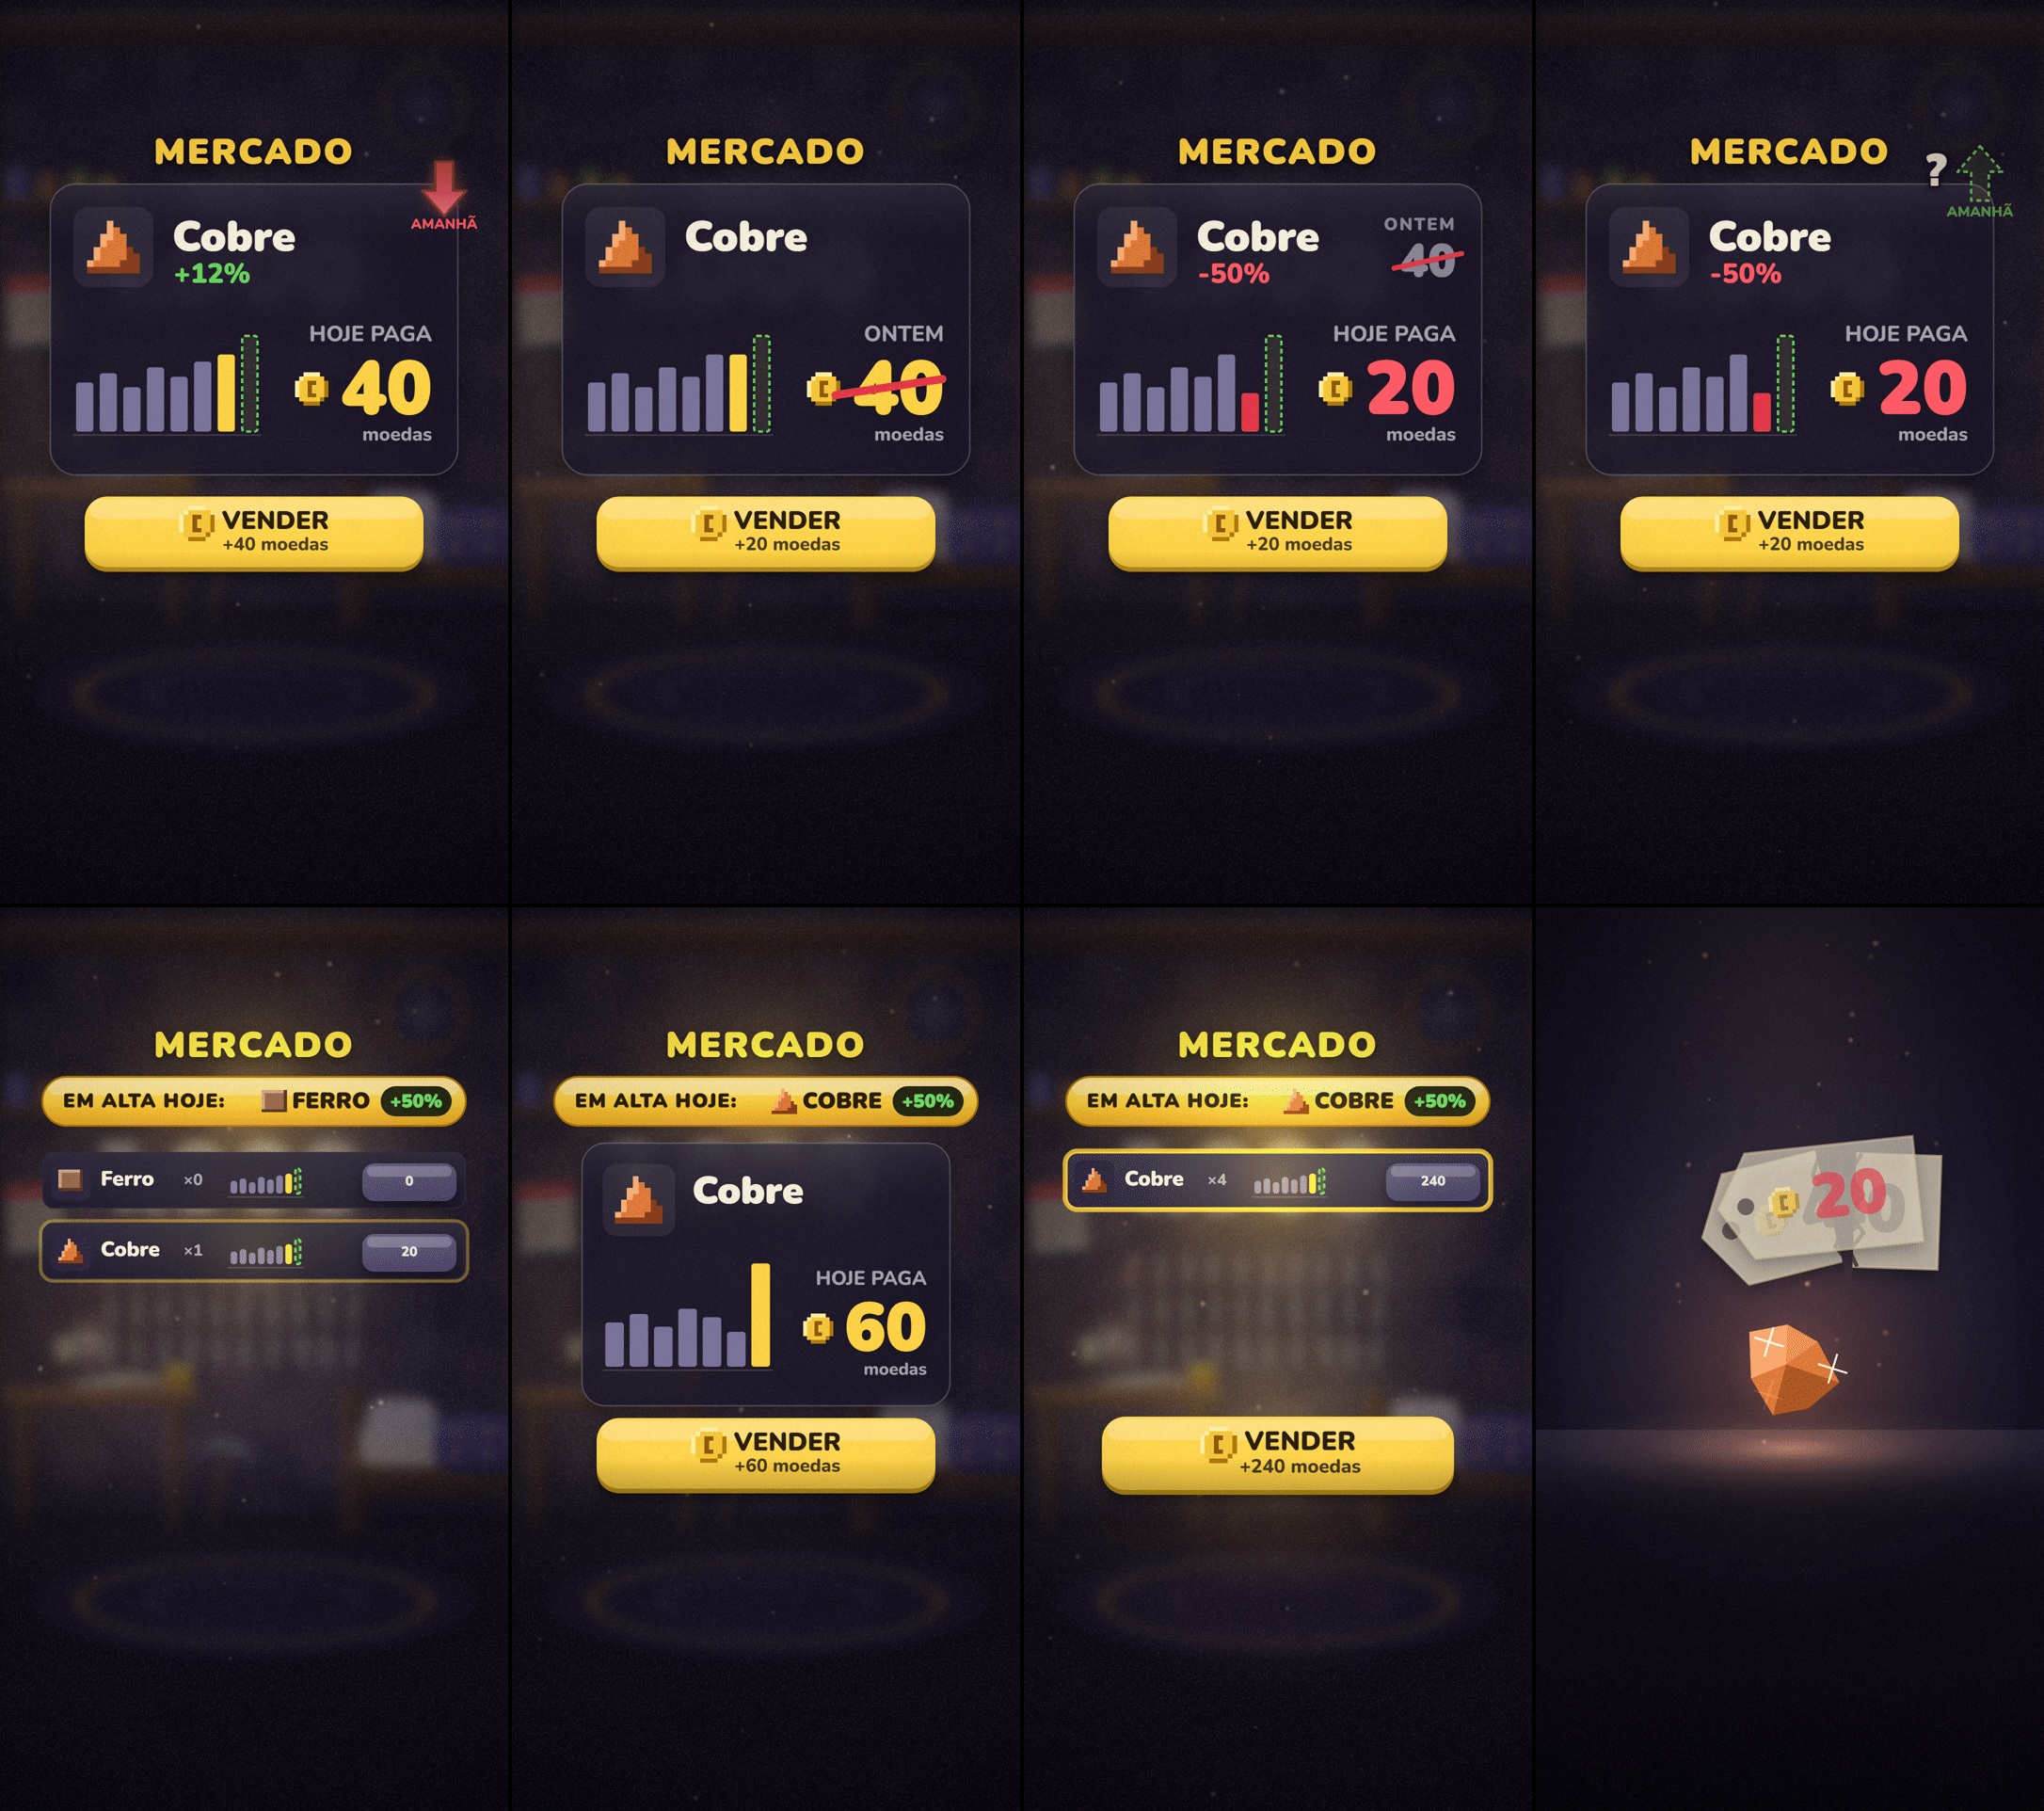 MERCADO
AMANHÃ
Cobre
+12%
HOJE PAGA
40
moedas
VENDER
+40 moedas
MERCADO
Cobre
ONTEM
40
moedas
VENDER
+20 moedas
MERCADO
Cobre
-50%
ONTEM
40
HOJE PAGA
20
moedas
VENDER
+20 moedas
MERCADO
?
AMANHÃ
Cobre
-50%
HOJE PAGA
20
moedas
VENDER
+20 moedas
MERCADO
EM ALTA HOJE: FERRO +50%
Ferro ×0 0
Cobre ×1 20
MERCADO
EM ALTA HOJE: COBRE +50%
Cobre
HOJE PAGA
60
moedas
VENDER
+60 moedas
MERCADO
EM ALTA HOJE: COBRE +50%
Cobre ×4 240
VENDER
+240 moedas
20
40